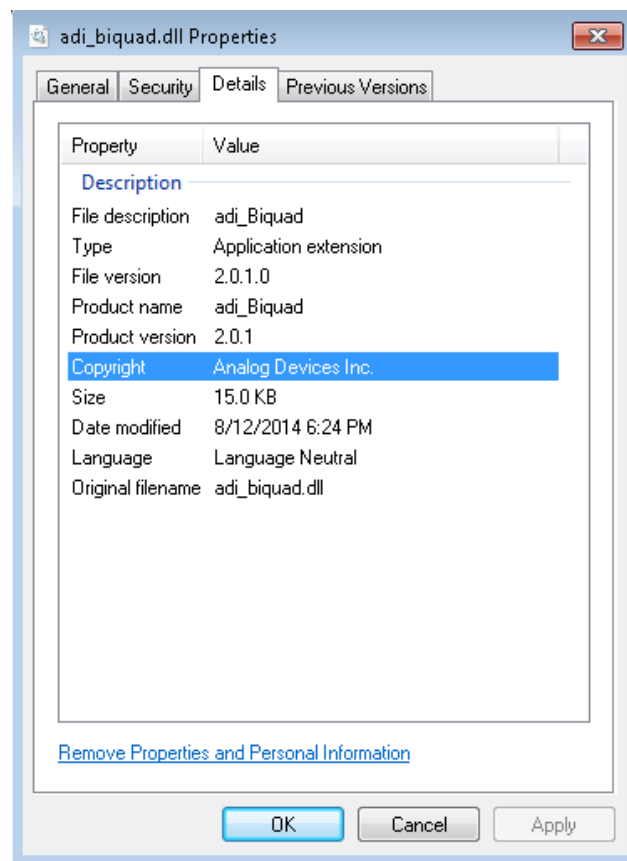 adi_biquad.dll Properties
General Security Details Previous Versions
Property Value
Description
File description adi_Biquad
Type Application extension
File version 2.0.1.0
Product name adi_Biquad
Product version 2.0.1
Copyright Analog Devices Inc.
Size 15.0 KB
Date modified 8/12/2014 6:24 PM
Language Language Neutral
Original filename adi_biquad.dll
Remove Properties and Personal Information
OK Cancel Apply